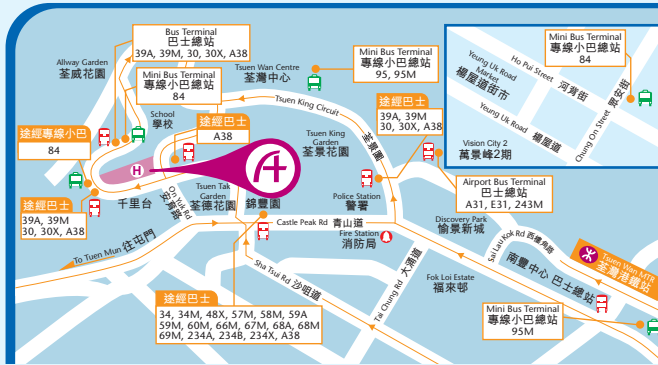 Bus Terminal
巴士總站
39A, 39M, 30, 30X, A38
Allway Garden
荃威花園
Mini Bus Terminal
專線小巴總站
84
School
學校
途經專線小巴
84
途經巴士
A38
H
途經巴士
39A, 39M
30, 30X, A38
千里台
On Yuk Rd
安育路
Tsuen Tak
Garden
荃德花園
錦豐園
Tsuen Wan Centre
荃灣中心
Mini Bus Terminal
專線小巴總站
95, 95M
Tsuen King Circuit
荃景圍
Tsuen King
Garden
荃景花園
途經巴士
39A, 39M
30, 30X, A38
Police Station
警署
Castle Peak Rd 青山道
Fire Station
消防局
To Tuen Mun 往屯門
Sha Tsui Rd 沙咀道
Tai Chung Rd 大涌道
途經巴士
34, 34M, 48X, 57M, 58M, 59A
59M, 60M, 66M, 67M, 68A, 68M
69M, 234A, 234B, 234X, A38
Fok Loi Estate
福來邨
Discovery Park
愉景新城
Sai Lau Kok Rd 西樓角路
Airport Bus Terminal
巴士總站
A31, E31, 243M
南豐中心 巴士總站
Tsuen Wan MTR
荃灣港鐵站
Mini Bus Terminal
專線小巴總站
95M
Yeung Uk Road
Market
楊屋道街市
Ho Pui Street 河背街
Yeung Uk Road 楊屋道
Chung On Street 眾安街
Vision City 2
萬景峰2期
Mini Bus Terminal
專線小巴總站
84